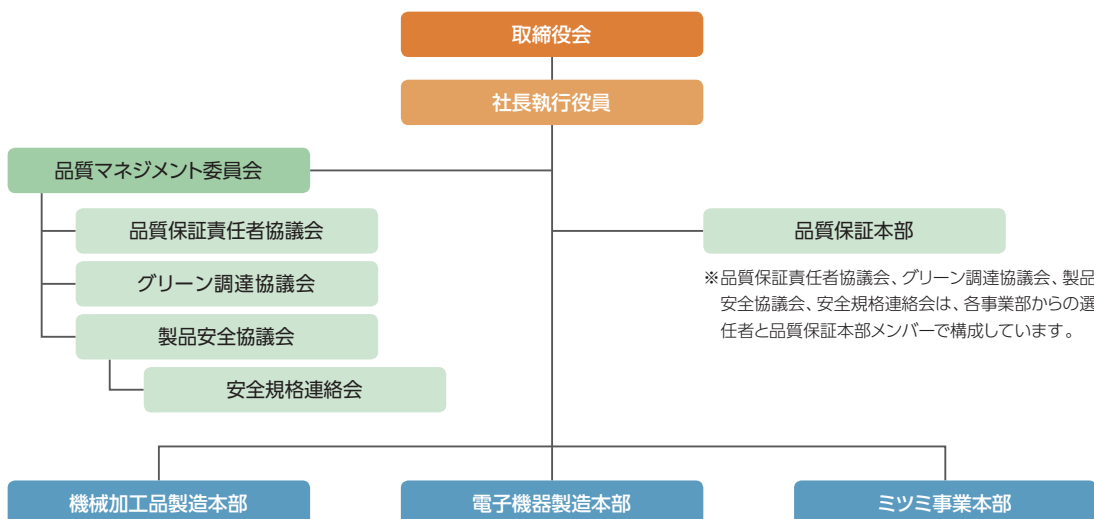 取締役会
社長執行役員
品質マネジメント委員会
品質保証責任者協議会
品質保証本部
グリーン調達協議会
※品質保証責任者協議会、グリーン調達協議会、製品
安全協議会、安全規格連絡会は、各事業部からの選
任者と品質保証本部メンバーで構成しています。
製品安全協議会
安全規格連絡会
機械加工品製造本部
電子機器製造本部
ミツミ事業本部